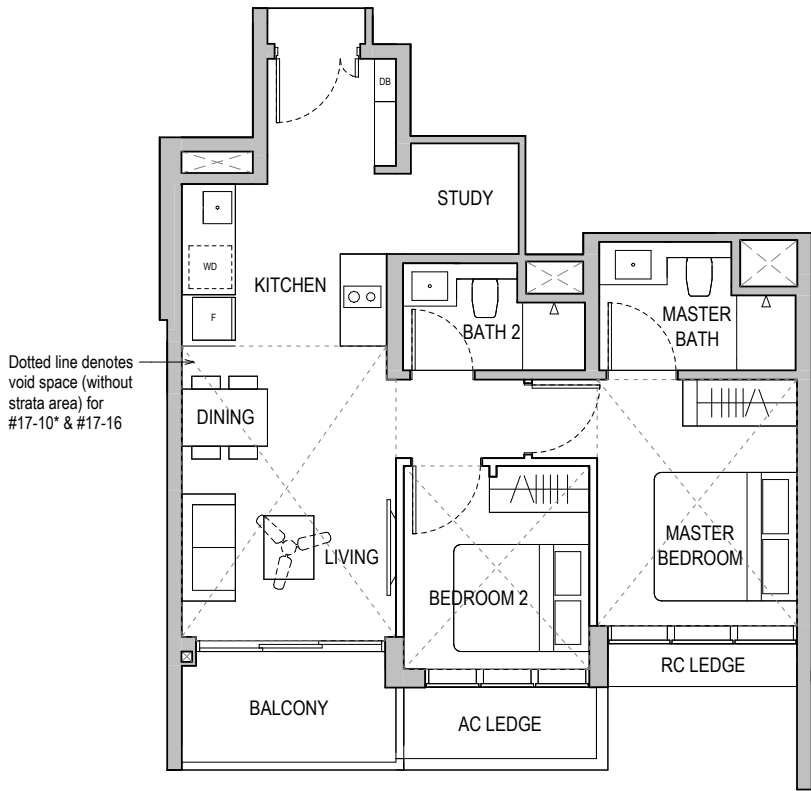 DB
STUDY
WD
KITCHEN
F
BATH 2
MASTER
BATH
Dotted line denotes
void space (without
strata area) for
#17-10* & #17-16
DINING
LIVING
BEDROOM 2
MASTER
BEDROOM
RC LEDGE
BALCONY
AC LEDGE